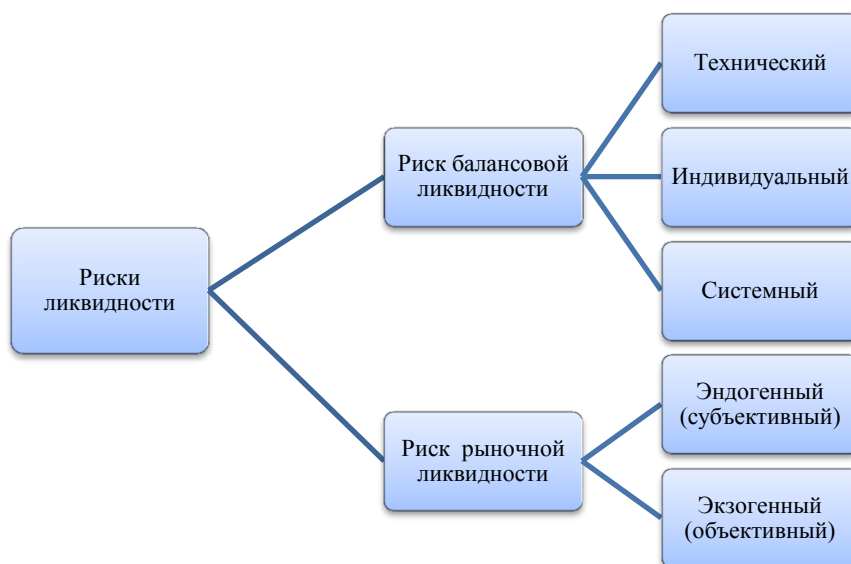 Риски
ликвидности
Риск балансовой
ликвидности
Технический
Индивидуальный
Системный
Риск рыночной
ликвидности
Эндогенный
(субъективный)
Экзогенный
(объективный)